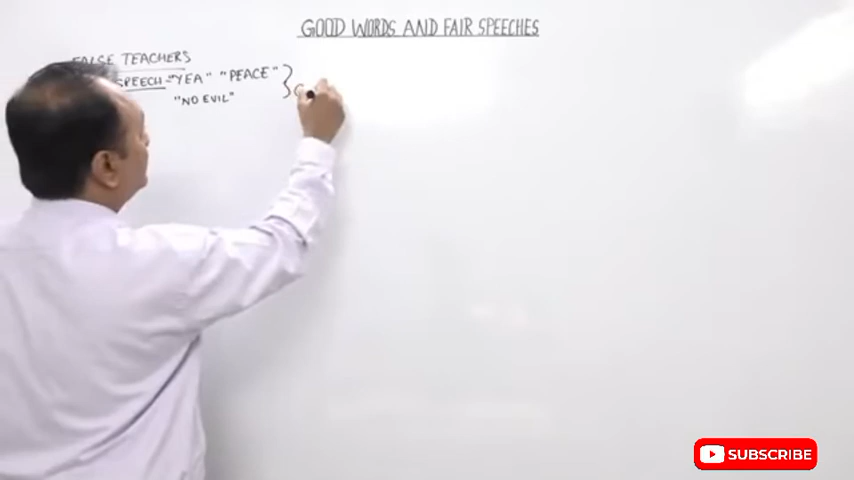 GOOD WORDS AND FAIR SPEECHES
FALSE TEACHERS
SPEECH - "YEA" "PEACE"
"NO EVIL"
SUBSCRIBE